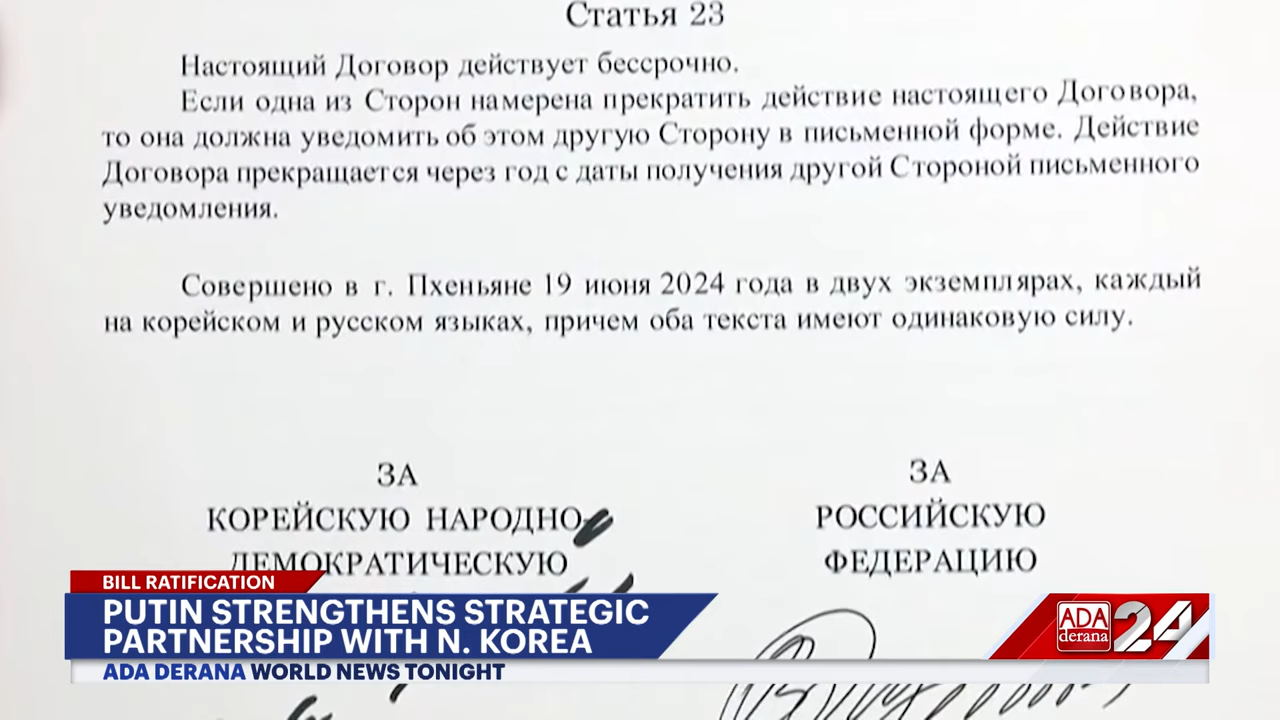 Статья 23
Настоящий Договор действует бессрочно.
Если одна из Сторон намерена прекратить действие настоящего Договора,
то она должна уведомить об этом другую Сторону в письменной форме. Действие
Договора прекращается через год с даты получения другой Стороной письменного
уведомления.
Совершено в г. Пхеньяне 19 июня 2024 года в двух экземплярах, каждый
на корейском и русском языках, причем оба текста имеют одинаковую силу.
ЗА
КОРЕЙСКУЮ НАРОДНО-
ДЕМОКРАТИЧЕСКУЮ
ЗА
РОССИЙСКУЮ
ФЕДЕРАЦИЮ
BILL RATIFICATION
PUTIN STRENGTHENS STRATEGIC
PARTNERSHIP WITH N. KOREA
ADA DERANA WORLD NEWS TONIGHT
ADA
derana
24